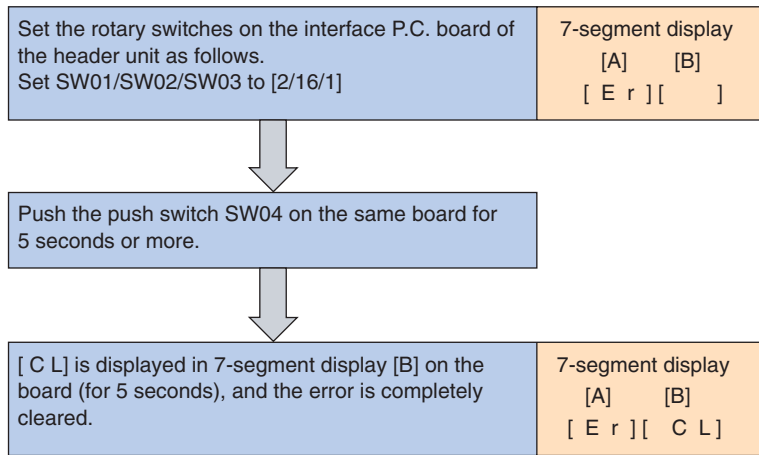 Set the rotary switches on the interface P.C. board of
the header unit as follows.
Set SW01/SW02/SW03 to [2/16/1]
7-segment display
[A] [B]
[ E r ] [ ]
Push the push switch SW04 on the same board for
5 seconds or more.
[ C L] is displayed in 7-segment display [B] on the
board (for 5 seconds), and the error is completely
cleared.
7-segment display
[A] [B]
[ E r ] [ C L ]